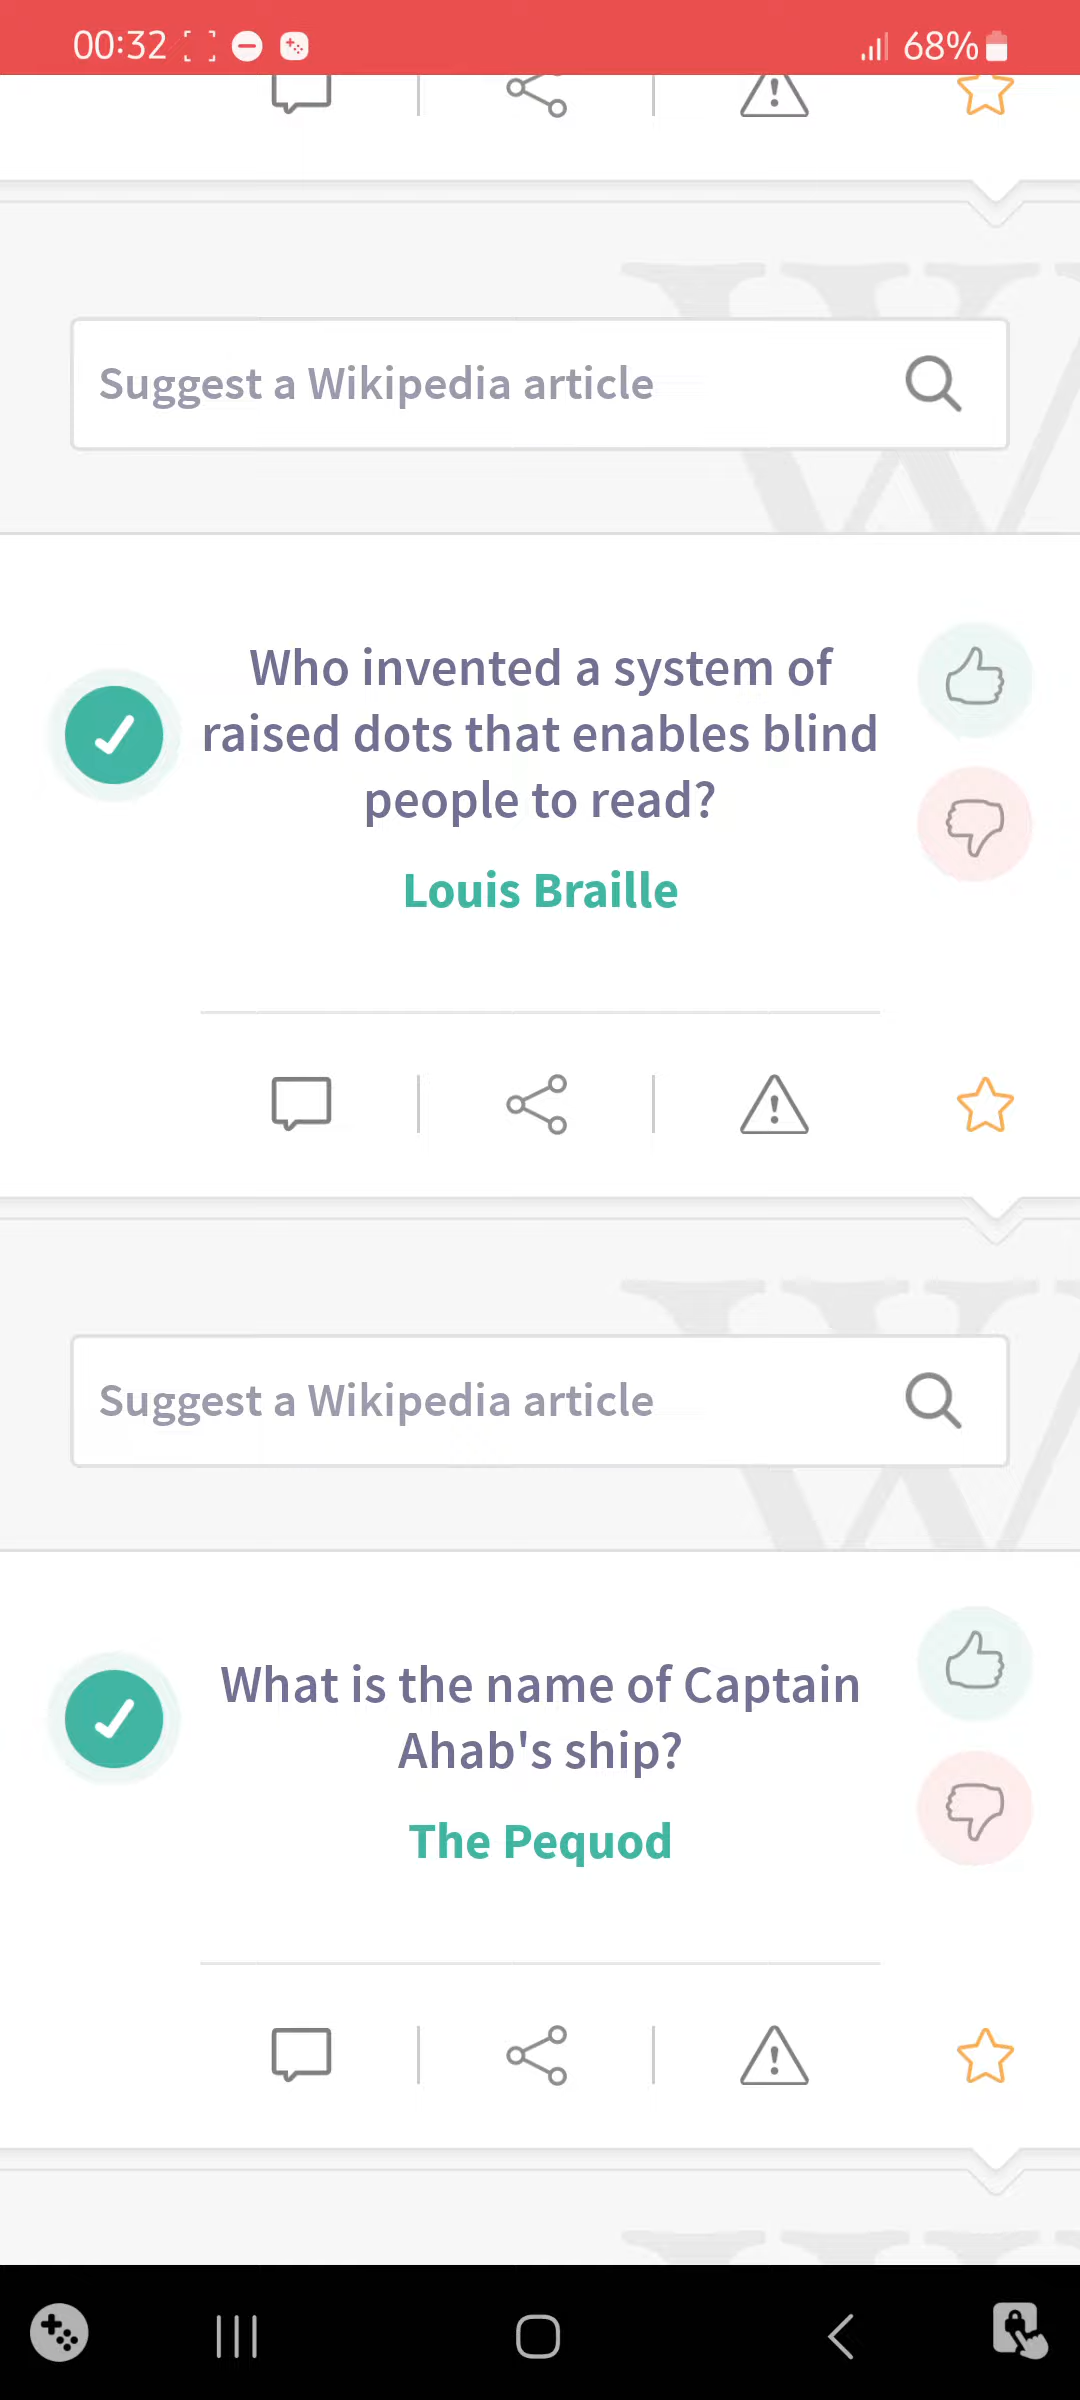 00:32 68%
Suggest a Wikipedia article
Who invented a system of
raised dots that enables blind
people to read?
Louis Braille
Suggest a Wikipedia article
What is the name of Captain
Ahab's ship?
The Pequod